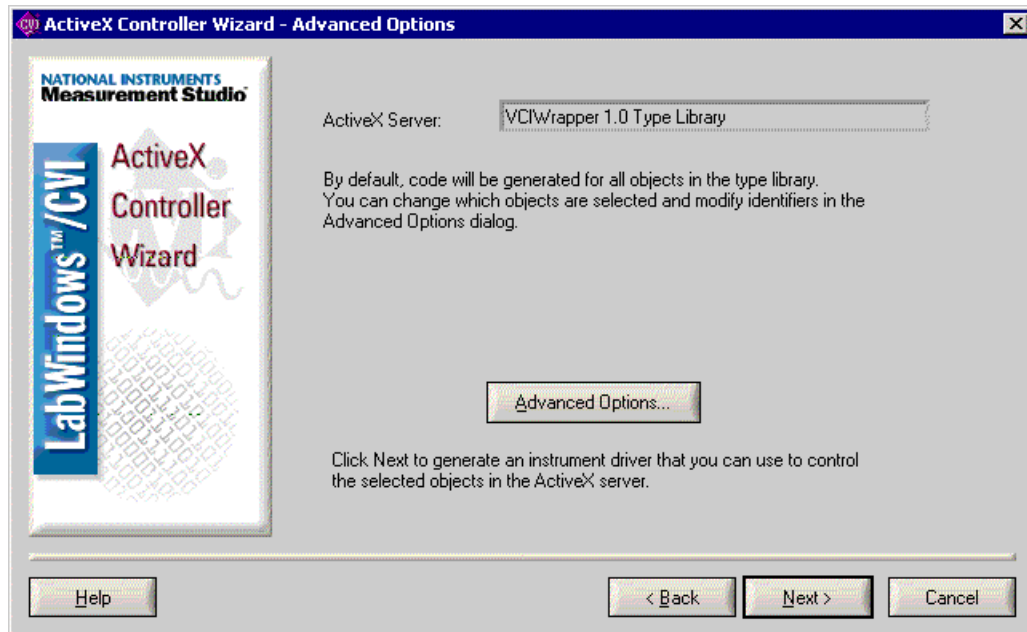 CVI ActiveX Controller Wizard - Advanced Options
NATIONAL INSTRUMENTS
Measurement Studio
LabWindows™/CVI
ActiveX
Controller
Wizard
ActiveX Server:
VCIWrapper 1.0 Type Library
By default, code will be generated for all objects in the type library.
You can change which objects are selected and modify identifiers in the
Advanced Options dialog.
Advanced Options...
Click Next to generate an instrument driver that you can use to control
the selected objects in the ActiveX server.
Help
< Back
Next >
Cancel